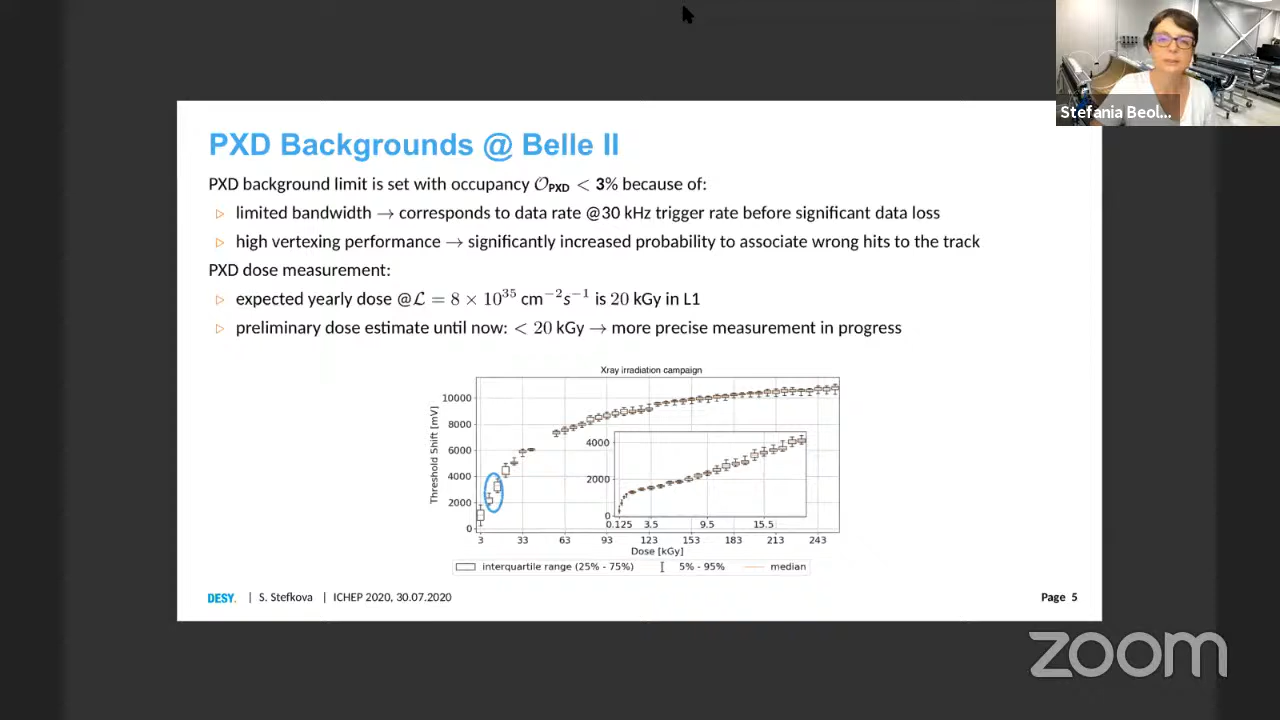 Stefania Beol...
PXD Backgrounds @ Belle II
PXD background limit is set with occupancy 𝒪PXD < 3% because of:
▷ limited bandwidth → corresponds to data rate @30 kHz trigger rate before significant data loss
▷ high vertexing performance → significantly increased probability to associate wrong hits to the track
PXD dose measurement:
▷ expected yearly dose @ℒ = 8 × 10³⁵ cm⁻²s⁻¹ is 20 kGy in L1
▷ preliminary dose estimate until now: < 20 kGy → more precise measurement in progress
Xray irradiation campaign
Threshold Shift [mV]
10000
8000
6000
4000
2000
0
4000
2000
0
0.125 3.5 9.5 15.5
3 33 63 93 123 153 183 213 243
Dose [kGy]
interquartile range (25% - 75%) 5% - 95% median
DESY. | S. Stefkova | ICHEP 2020, 30.07.2020 Page 5
zoom